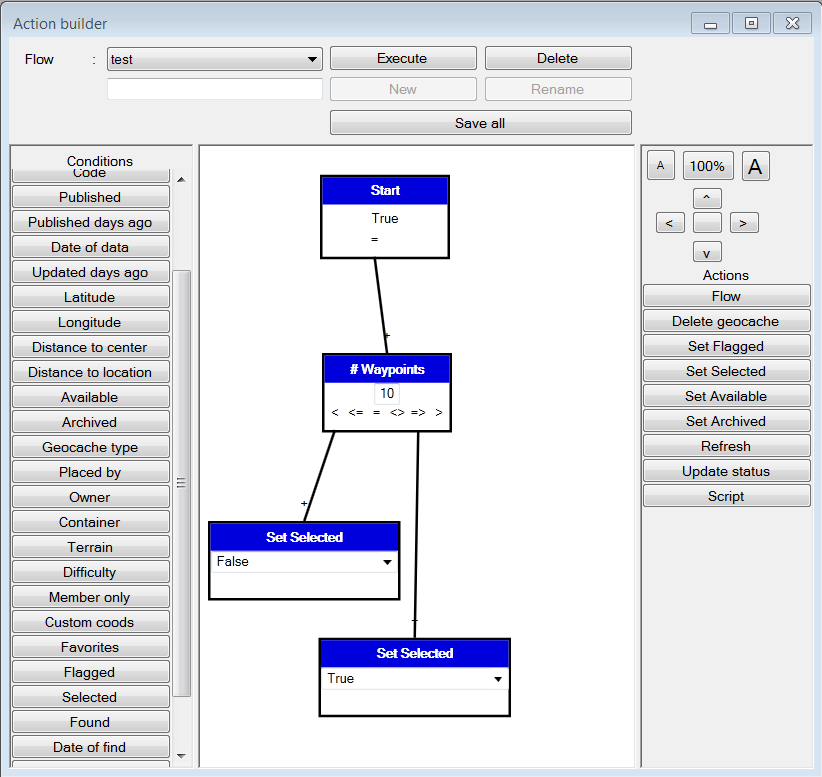 Action builder
Flow : test Execute Delete
New Rename
Save all
Conditions
Code
Published
Published days ago
Date of data
Updated days ago
Latitude
Longitude
Distance to center
Distance to location
Available
Archived
Geocache type
Placed by
Owner
Container
Terrain
Difficulty
Member only
Custom coods
Favorites
Flagged
Selected
Found
Date of find
Start
True
=
+
# Waypoints
10
< <= = <> => >
+
Set Selected
False
+
Set Selected
True
A 100% A
^
< >
v
Actions
Flow
Delete geocache
Set Flagged
Set Selected
Set Available
Set Archived
Refresh
Update status
Script